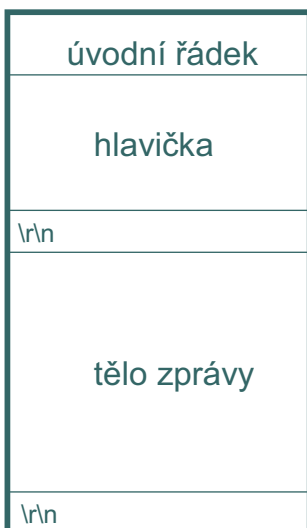 úvodní řádek
hlavička
\r\n
tělo zprávy
\r\n